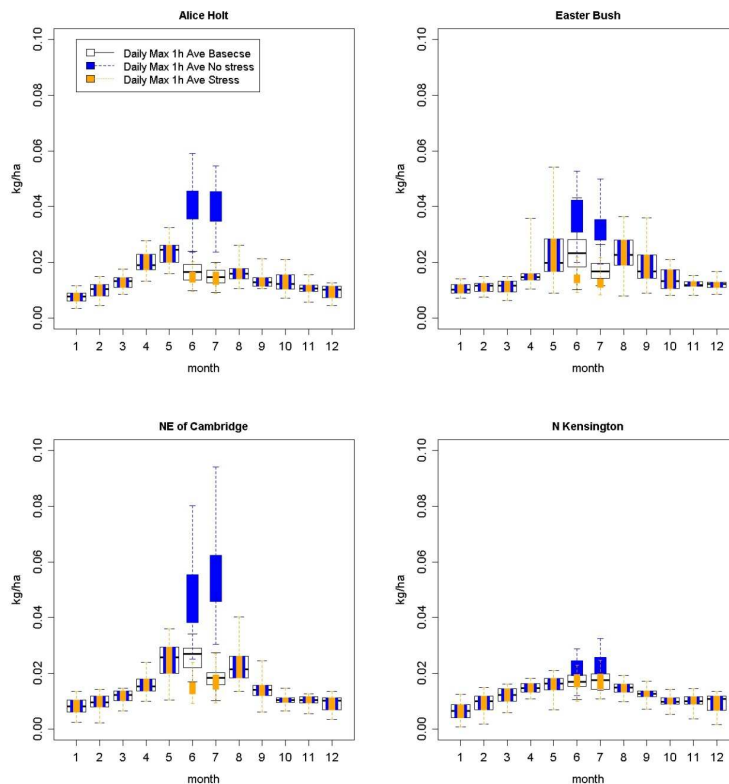 Alice Holt
Easter Bush
0.10
0.08
0.06
0.04
0.02
0.00
kg/ha
Daily Max 1h Ave Basecse
Daily Max 1h Ave No stress
Daily Max 1h Ave Stress
1 2 3 4 5 6 7 8 9 10 11 12
month
0.10
0.08
0.06
0.04
0.02
0.00
kg/ha
1 2 3 4 5 6 7 8 9 10 11 12
month
NE of Cambridge
N Kensington
0.10
0.08
0.06
0.04
0.02
0.00
kg/ha
1 2 3 4 5 6 7 8 9 10 11 12
month
0.10
0.08
0.06
0.04
0.02
0.00
kg/ha
1 2 3 4 5 6 7 8 9 10 11 12
month